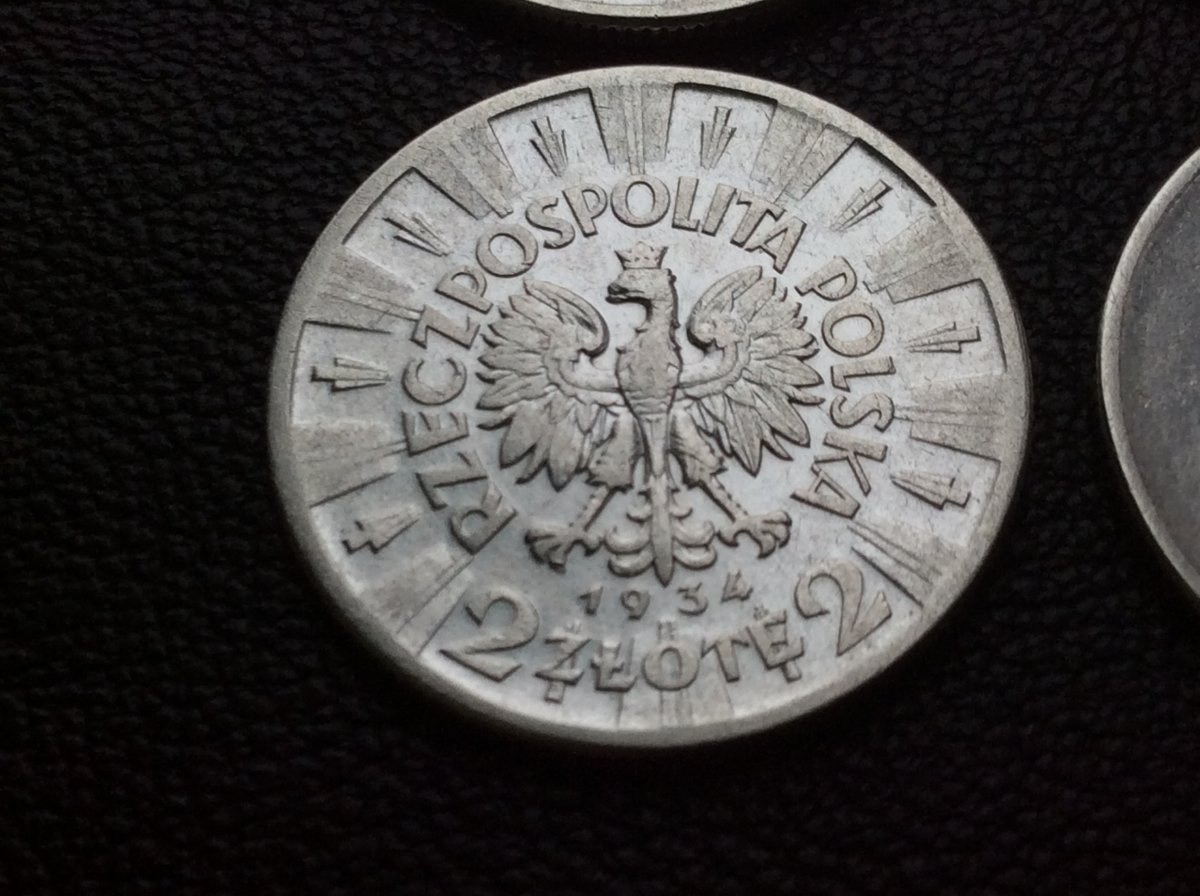 RZECZPOSPOLITA POLSKA
1934
2 ZŁOTE 2